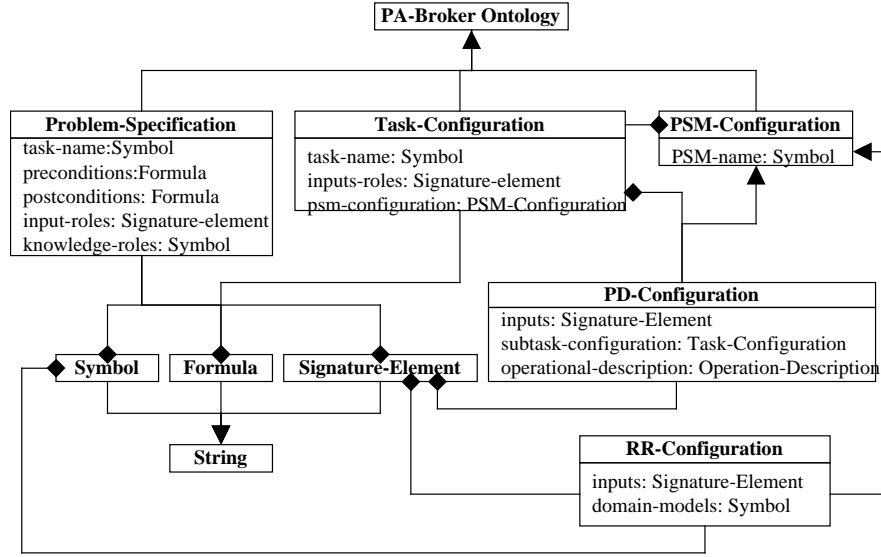 PA-Broker Ontology
Problem-Specification
task-name:Symbol
preconditions:Formula
postconditions: Formula
input-roles: Signature-element
knowledge-roles: Symbol
Task-Configuration
task-name: Symbol
inputs-roles: Signature-element
psm-configuration: PSM-Configuration
PSM-Configuration
PSM-name: Symbol
PD-Configuration
inputs: Signature-Element
subtask-configuration: Task-Configuration
operational-description: Operation-Description
Symbol
Formula
Signature-Element
String
RR-Configuration
inputs: Signature-Element
domain-models: Symbol